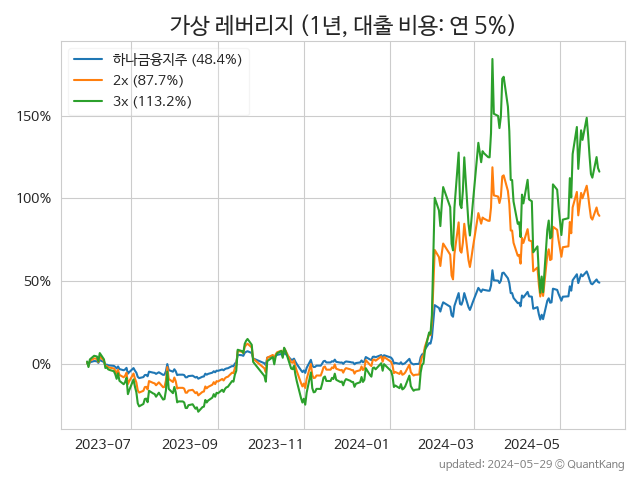 가상 레버리지 (1년, 대출 비용: 연 5%)
하나금융지주 (48.4%)
2x (87.7%)
3x (113.2%)
150%
100%
50%
0%
2023-07 2023-09 2023-11 2024-01 2024-03 2024-05
updated: 2024-05-29 © QuantKang